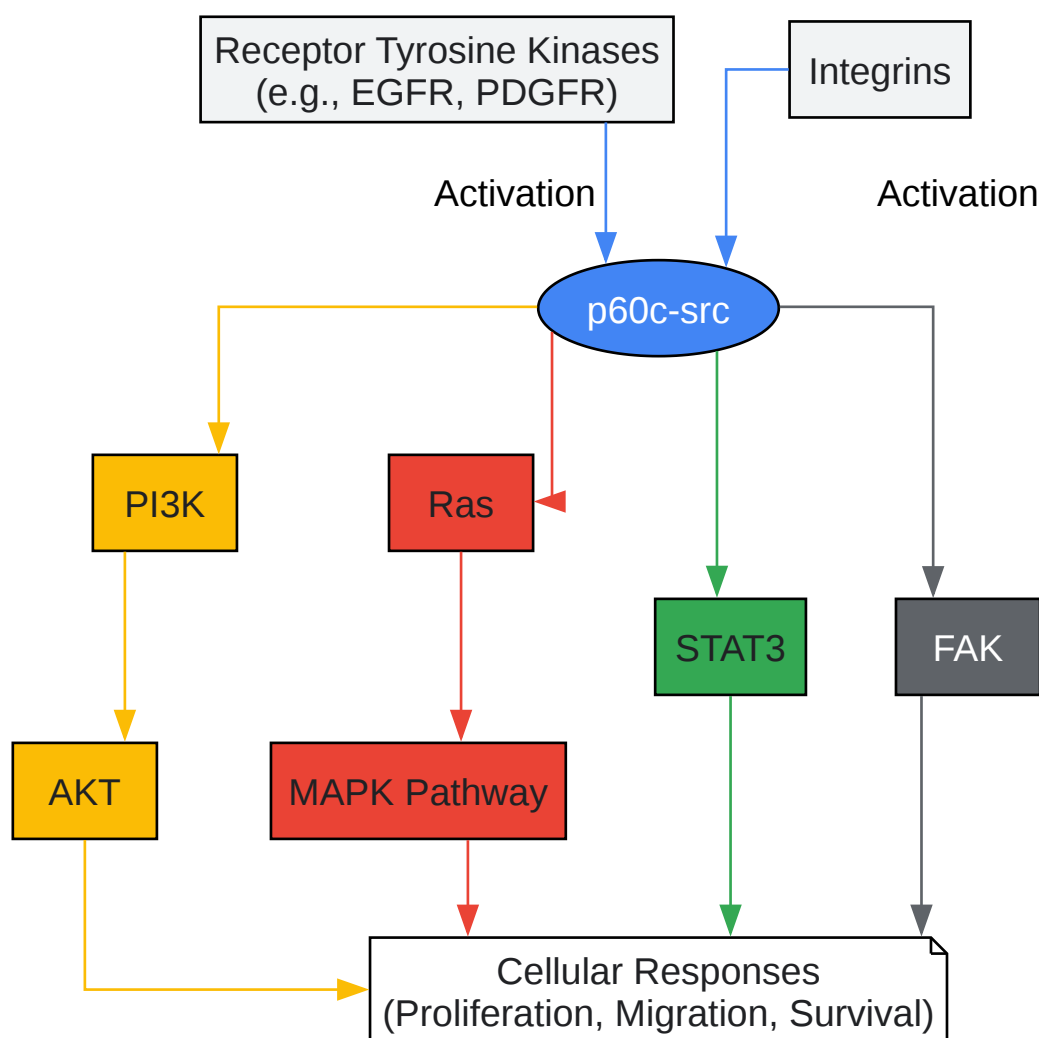 Receptor Tyrosine Kinases
(e.g., EGFR, PDGFR)
Integrins
Activation
Activation
p60c-src
PI3K
Ras
STAT3
FAK
AKT
MAPK Pathway
Cellular Responses
(Proliferation, Migration, Survival)